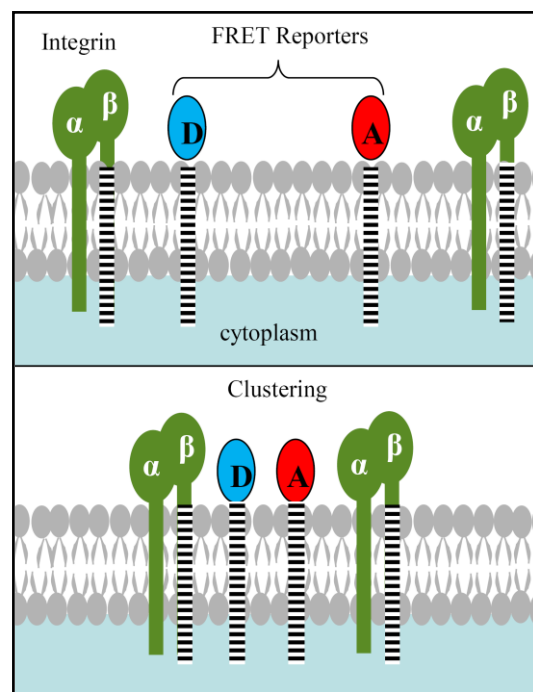 FRET Reporters
Integrin
α β D A α β
cytoplasm
Clustering
α β D A α β